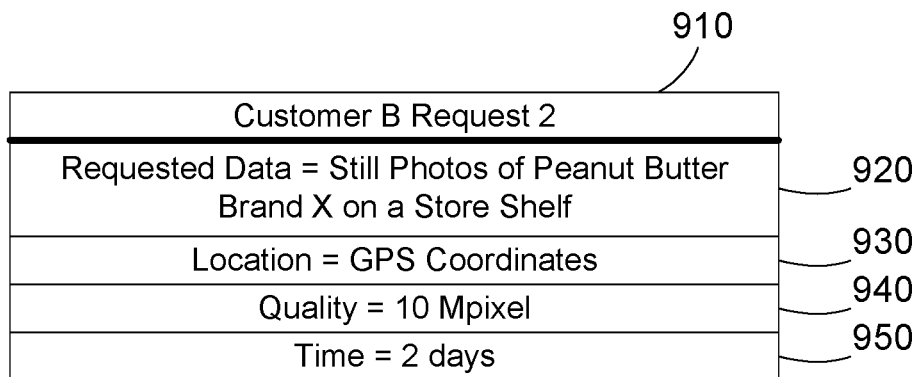 910
Customer B Request 2
Requested Data = Still Photos of Peanut Butter
Brand X on a Store Shelf
920
Location = GPS Coordinates
930
Quality = 10 Mpixel
940
Time = 2 days
950